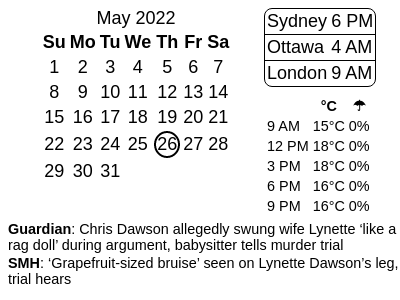 May 2022
Su Mo Tu We Th Fr Sa
1 2 3 4 5 6 7
8 9 10 11 12 13 14
15 16 17 18 19 20 21
22 23 24 25 26 27 28
29 30 31
Sydney 6 PM
Ottawa 4 AM
London 9 AM
°C ☂
9 AM 15°C 0%
12 PM 18°C 0%
3 PM 18°C 0%
6 PM 16°C 0%
9 PM 16°C 0%
Guardian: Chris Dawson allegedly swung wife Lynette ‘like a
rag doll’ during argument, babysitter tells murder trial
SMH: ‘Grapefruit-sized bruise’ seen on Lynette Dawson’s leg,
trial hears